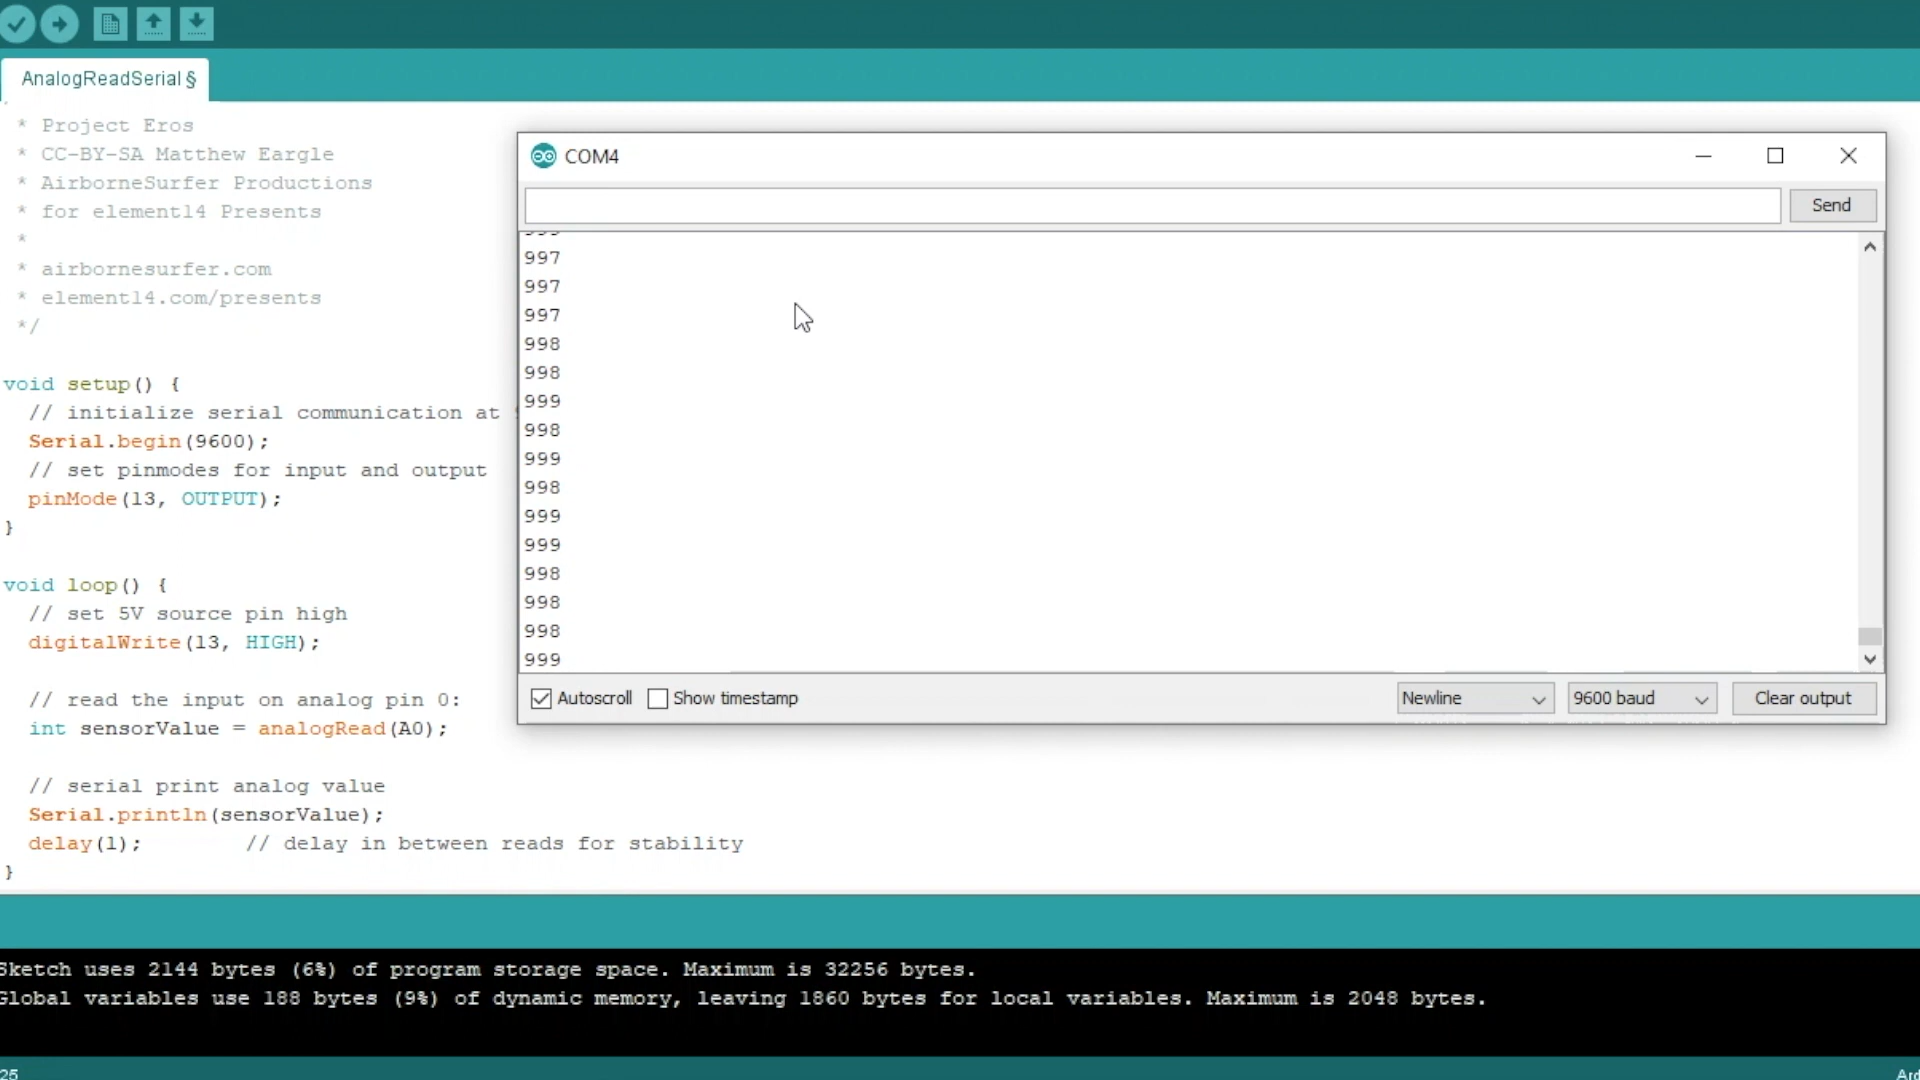 AnalogReadSerial §
* Project Eros
* CC-BY-SA Matthew Eargle
* AirborneSurfer Productions
* for element14 Presents
*
* airbornesurfer.com
* element14.com/presents
*/
void setup() {
// initialize serial communication at
Serial.begin(9600);
// set pinmodes for input and output
pinMode(13, OUTPUT);
}
void loop() {
// set 5V source pin high
digitalWrite(13, HIGH);
// read the input on analog pin 0:
int sensorValue = analogRead(A0);
// serial print analog value
Serial.println(sensorValue);
delay(1); // delay in between reads for stability
}
COM4
Send
997
997
997
998
998
999
998
999
998
999
999
998
998
998
999
Autoscroll Show timestamp Newline 9600 baud Clear output
Sketch uses 2144 bytes (6%) of program storage space. Maximum is 32256 bytes.
Global variables use 188 bytes (9%) of dynamic memory, leaving 1860 bytes for local variables. Maximum is 2048 bytes.
25